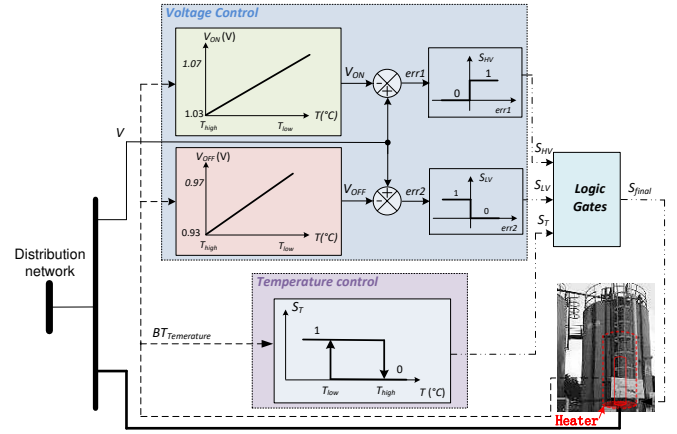 Voltage Control
V_ON (V)
1.07
1.03
T_high
T_low
T(°C)
V_ON
err1
S_HV
1
0
err1
V
V_OFF (V)
0.97
0.93
T_high
T_low
T(°C)
V_OFF
err2
S_LV
1
0
err2
S_HV
S_LV
S_T
Logic
Gates
S_final
Distribution
network
Temperature control
S_T
1
0
T_low
T_high
T (°C)
BT_Temerature
Heater